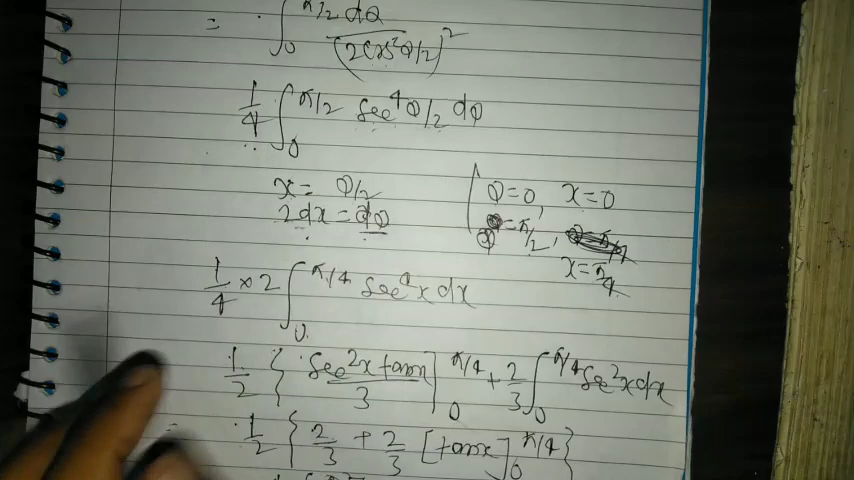 = ∫₀^{π/2} dθ / (2cos²θ/2)²
1/4 ∫₀^{π/2} sec⁴θ/2 dθ
x = θ/2
2dx = dθ
θ=0, x=0
θ=π/2,
x=π/4
1/4 × 2 ∫₀^{π/4} sec⁴x dx
1/2 { sec²x tanx / 3 ]₀^{π/4} + 2/3 ∫₀^{π/4} sec²x dx
= 1/2 { 2/3 + 2/3 [tanx]₀^{π/4} }